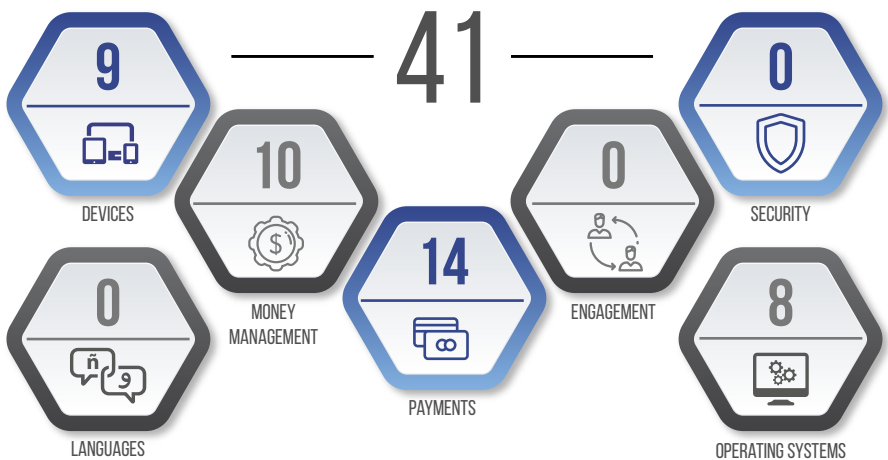 41
9
DEVICES
0
SECURITY
10
$
MONEY
MANAGEMENT
0
ENGAGEMENT
14
PAYMENTS
0
ñ
و
LANGUAGES
8
OPERATING SYSTEMS